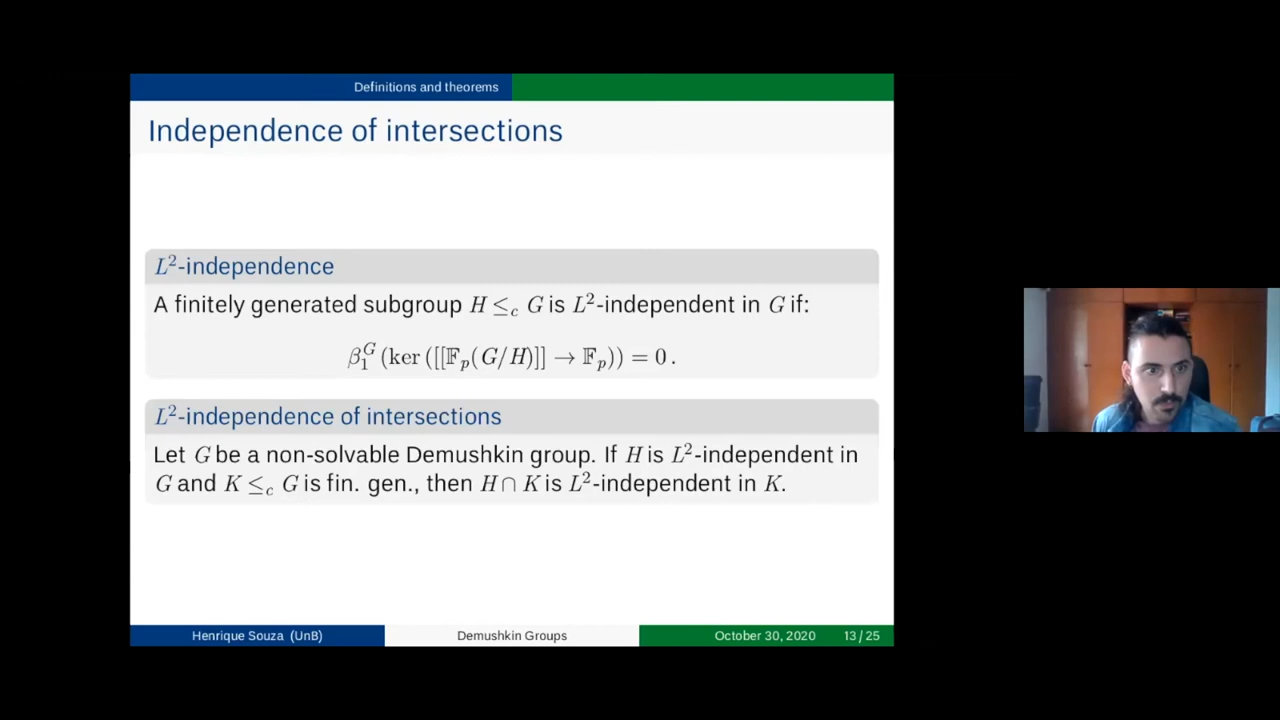 Definitions and theorems
Independence of intersections
L²-independence
A finitely generated subgroup H ≤_c G is L²-independent in G if:
β₁^G (ker ([[𝔽_p(G/H)]] → 𝔽_p)) = 0 .
L²-independence of intersections
Let G be a non-solvable Demushkin group. If H is L²-independent in
G and K ≤_c G is fin. gen., then H ∩ K is L²-independent in K.
Henrique Souza (UnB) Demushkin Groups October 30, 2020 13 / 25